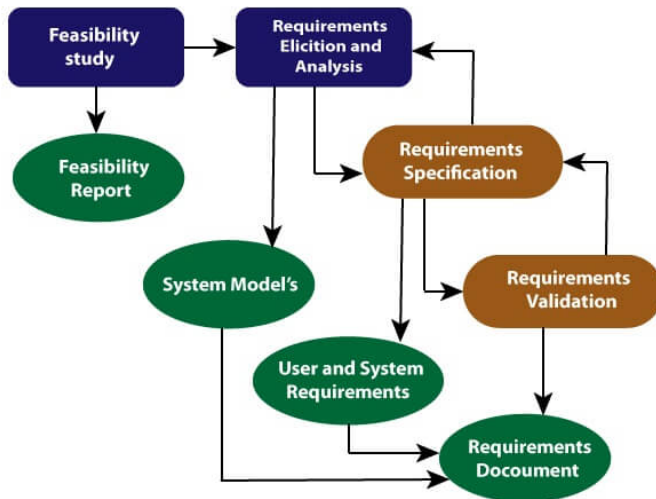 Feasibility
study
Requirements
Elicition and
Analysis
Feasibility
Report
Requirements
Specification
System Model's
Requirements
Validation
User and System
Requirements
Requirements
Docoument